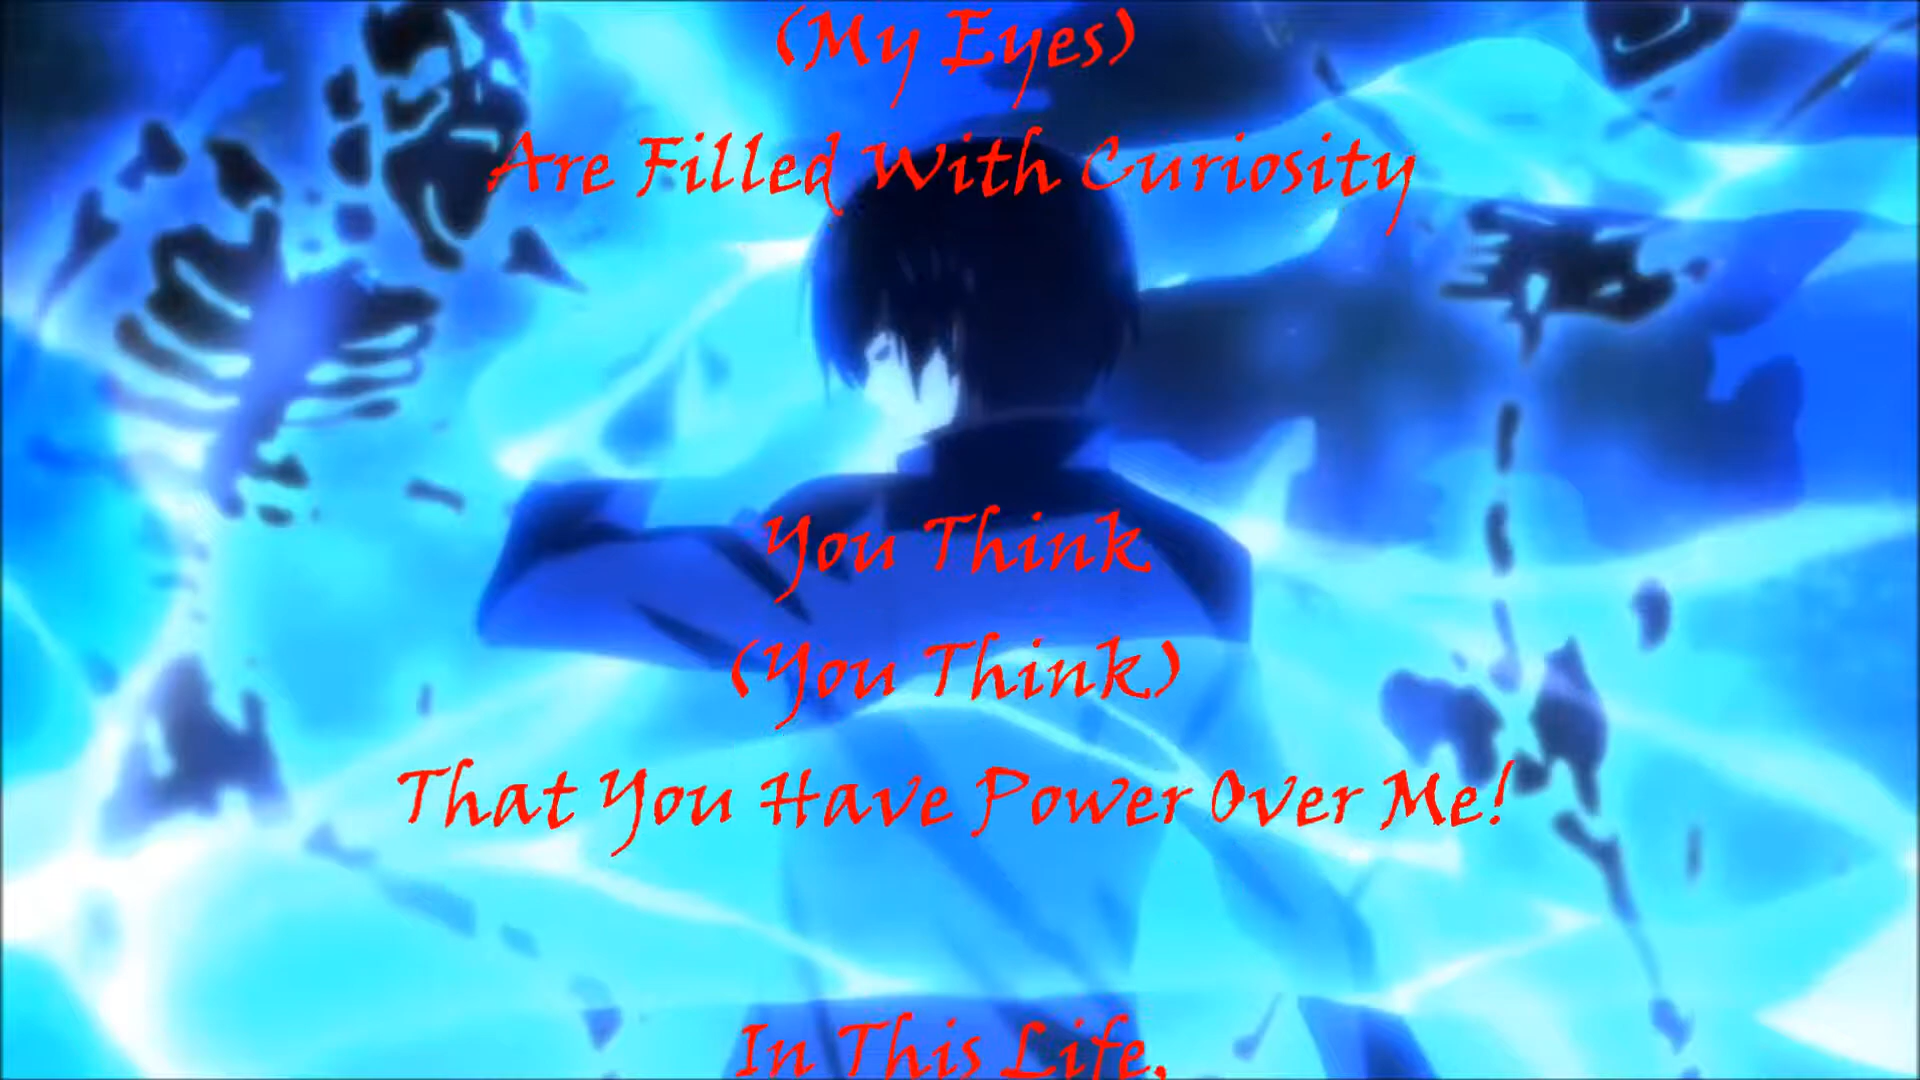 (My Eyes)
Are Filled With Curiosity
You Think
(You Think)
That You Have Power Over Me!
In This Life,